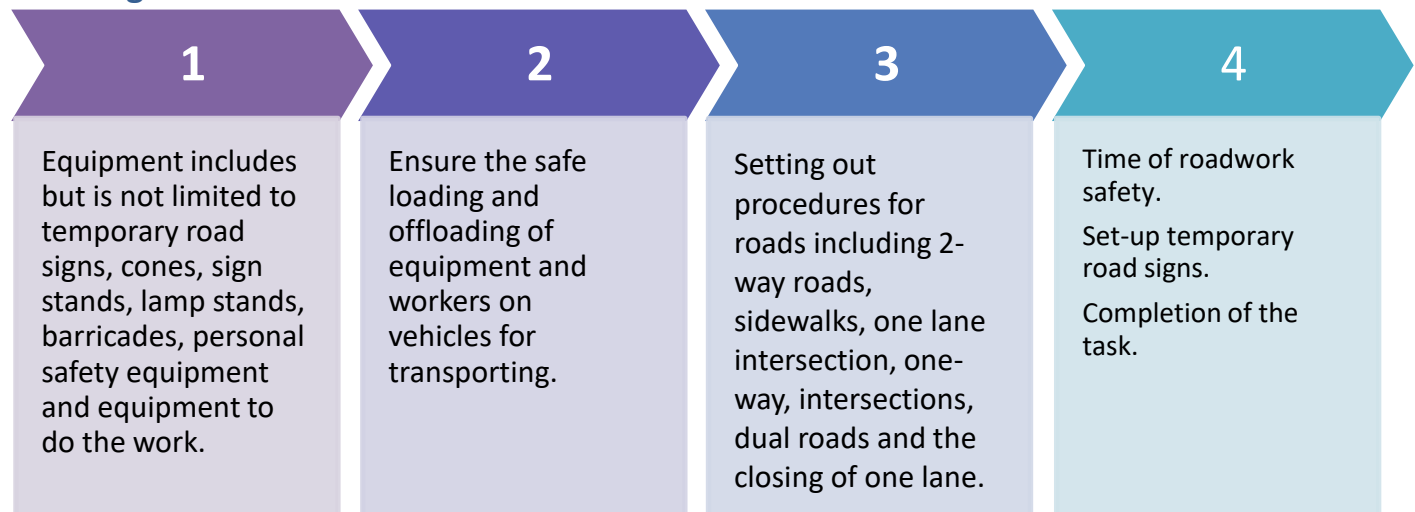 1
Equipment includes
but is not limited to
temporary road
signs, cones, sign
stands, lamp stands,
barricades, personal
safety equipment
and equipment to
do the work.
2
Ensure the safe
loading and
offloading of
equipment and
workers on
vehicles for
transporting.
3
Setting out
procedures for
roads including 2-
way roads,
sidewalks, one lane
intersection, one-
way, intersections,
dual roads and the
closing of one lane.
4
Time of roadwork
safety.
Set-up temporary
road signs.
Completion of the
task.